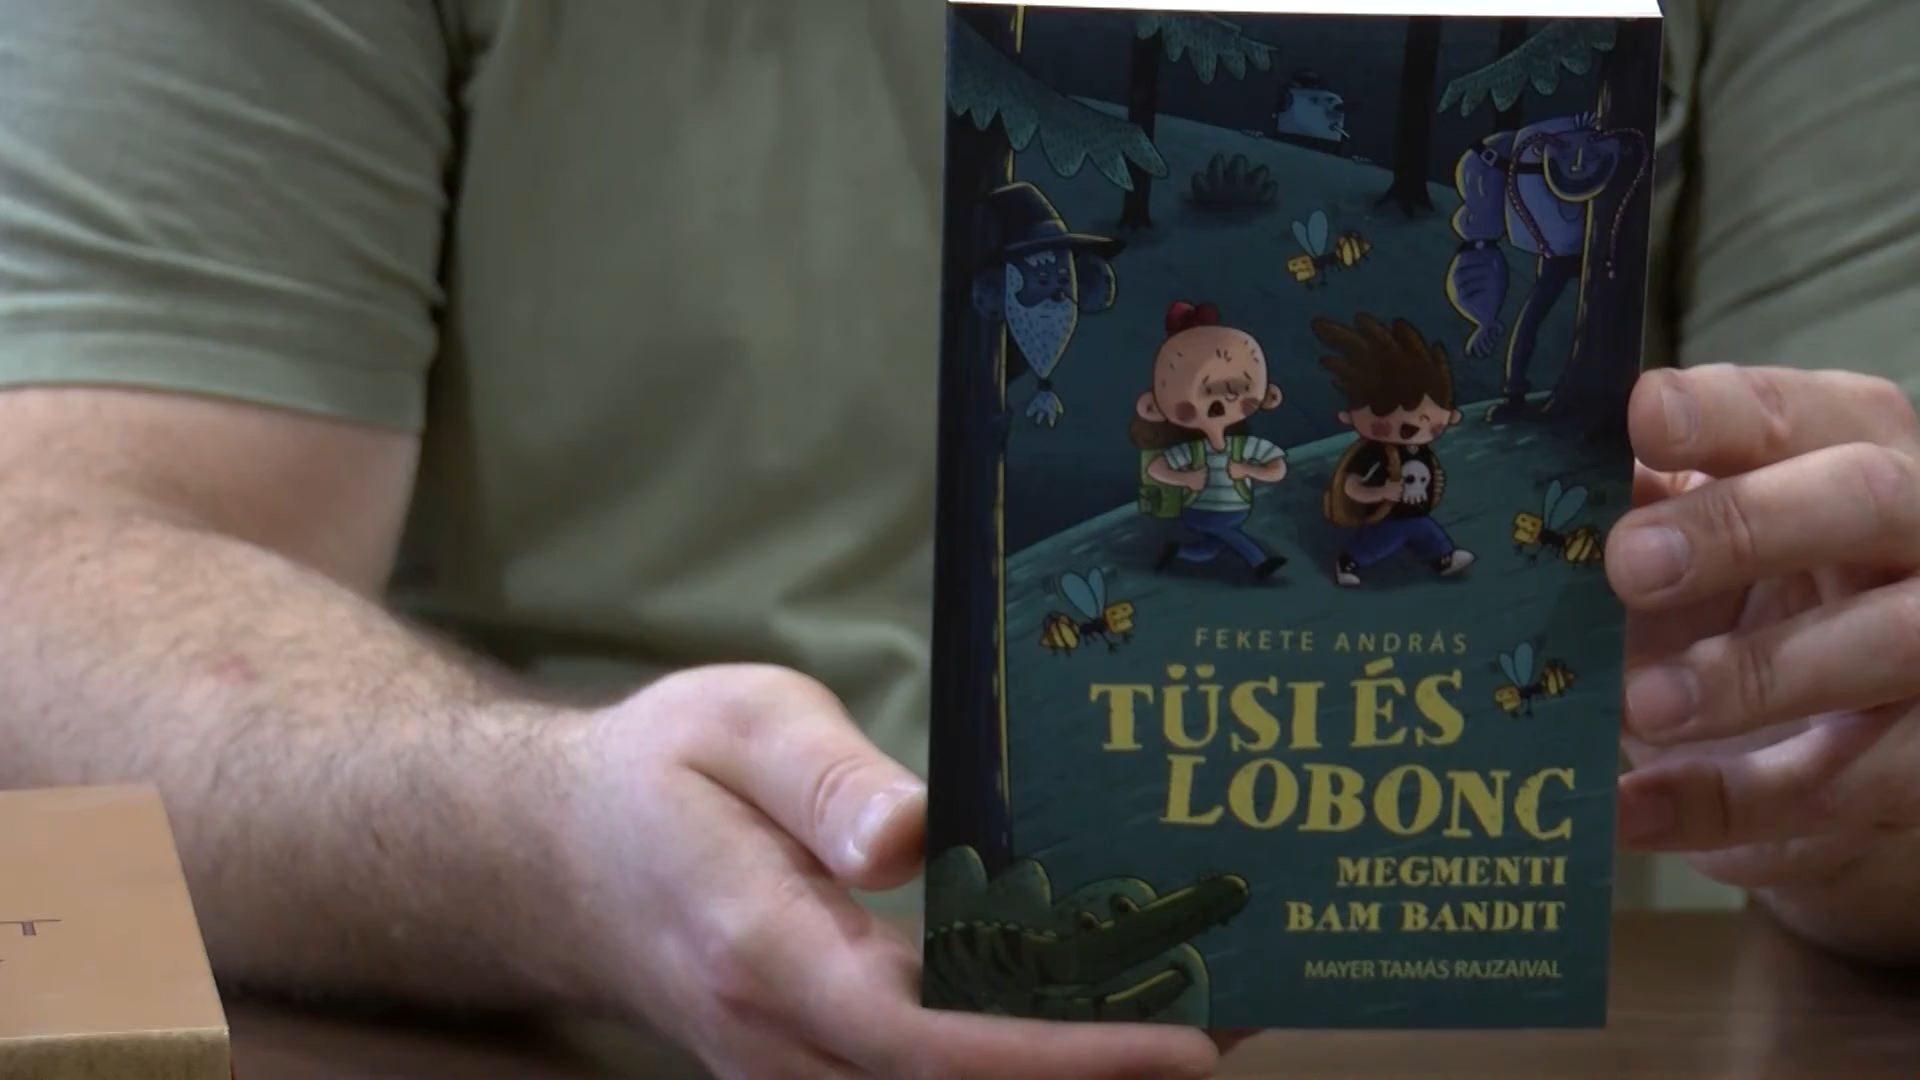 FEKETE ANDRÁS
TÜSI ÉS
LOBONC
MEGMENTI
BAM BANDIT
MAYER TAMÁS RAJZAIVAL